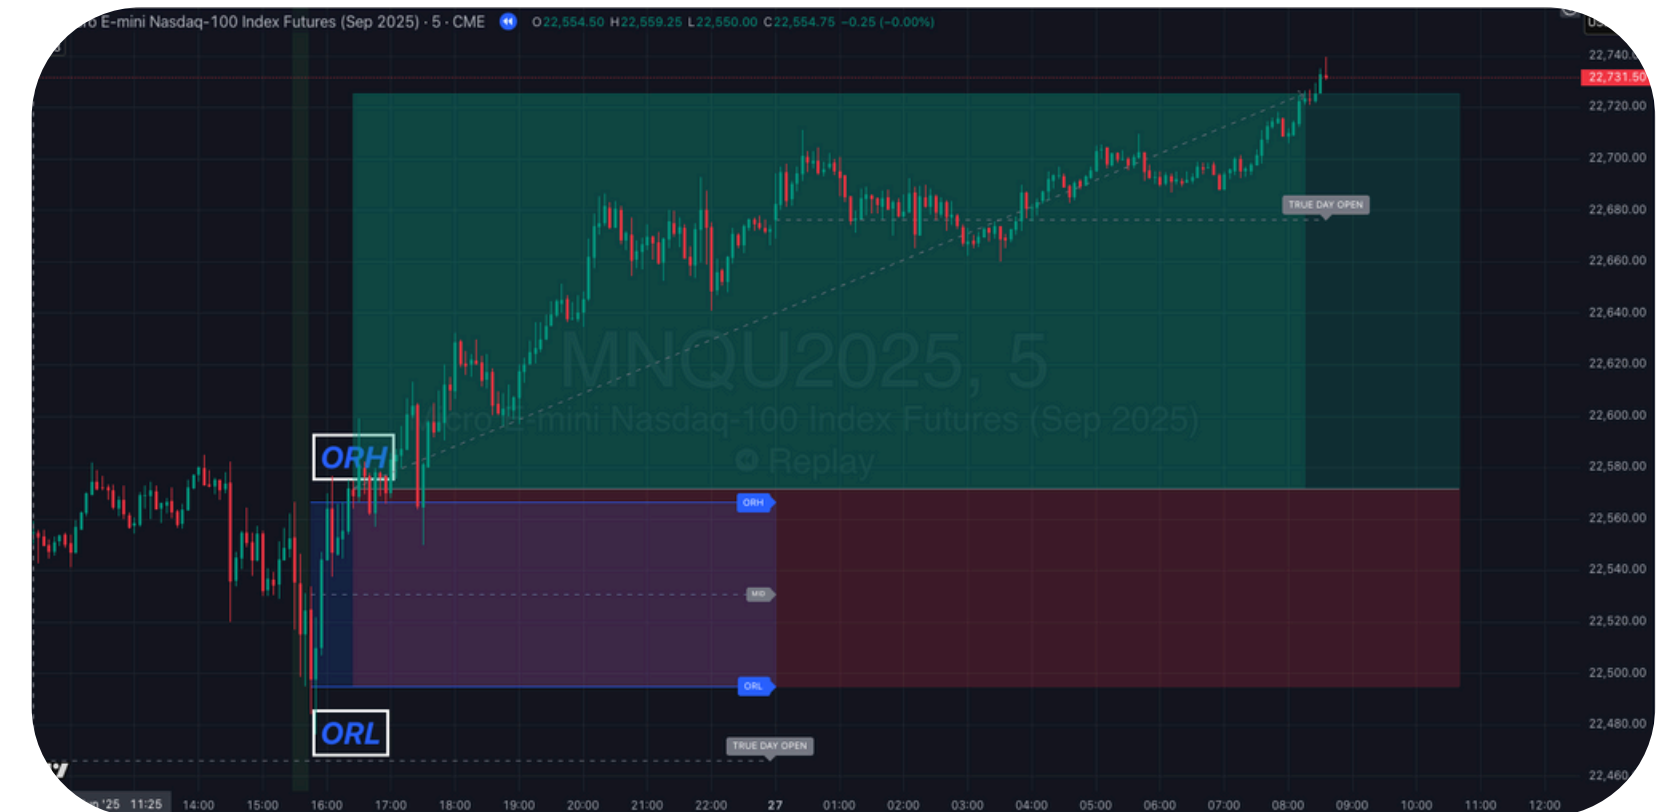 o E-mini Nasdaq-100 Index Futures (Sep 2025) · 5 · CME O22,554.50 H22,559.25 L22,550.00 C22,554.75 −0.25 (−0.00%)
22,740.
22,731.50
22,720.00
22,700.00
TRUE DAY OPEN
22,680.00
22,660.00
22,640.00
MNQU2025, 5
22,620.00
cro E-mini Nasdaq-100 Index Futures (Sep 2025)
22,600.00
ORH
Replay
22,580.00
ORH
22,560.00
22,540.00
MID
22,520.00
22,500.00
ORL
ORL
22,480.00
TRUE DAY OPEN
22,460.
'25 11:25 14:00 15:00 16:00 17:00 18:00 19:00 20:00 21:00 22:00 27 01:00 02:00 03:00 04:00 05:00 06:00 07:00 08:00 09:00 10:00 11:00 12:00